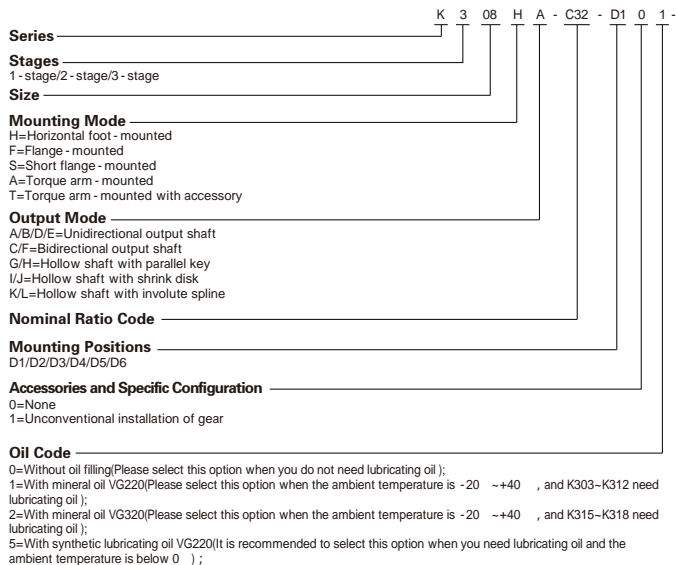 K 3 08 H A - C32 - D1 0 1 -
Series
Stages
1 - stage/2 - stage/3 - stage
Size
Mounting Mode
H=Horizontal foot - mounted
F=Flange - mounted
S=Short flange - mounted
A=Torque arm - mounted
T=Torque arm - mounted with accessory
Output Mode
A/B/D/E=Unidirectional output shaft
C/F=Bidirectional output shaft
G/H=Hollow shaft with parallel key
I/J=Hollow shaft with shrink disk
K/L=Hollow shaft with involute spline
Nominal Ratio Code
Mounting Positions
D1/D2/D3/D4/D5/D6
Accessories and Specific Configuration
0=None
1=Unconventional installation of gear
Oil Code
0=Without oil filling(Please select this option when you do not need lubricating oil );
1=With mineral oil VG220(Please select this option when the ambient temperature is -20 ~+40 , and K303~K312 need
lubricating oil );
2=With mineral oil VG320(Please select this option when the ambient temperature is -20 ~+40 , and K315~K318 need
lubricating oil );
5=With synthetic lubricating oil VG220(It is recommended to select this option when you need lubricating oil and the
ambient temperature is below 0 ) ;